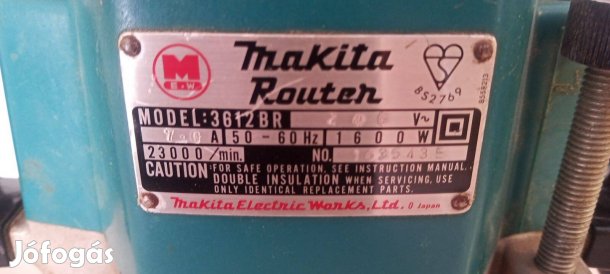 M
E.W
Makita
Router
BS2769
MODEL:3612BR V~
A 50-60Hz 1600W
23000/min. NO.
CAUTION FOR SAFE OPERATION, SEE INSTRUCTION MANUAL.
DOUBLE INSULATION WHEN SERVICING, USE
ONLY IDENTICAL REPLACEMENT PARTS.
Makita Electric Works, Ltd. Japan
Jófogás